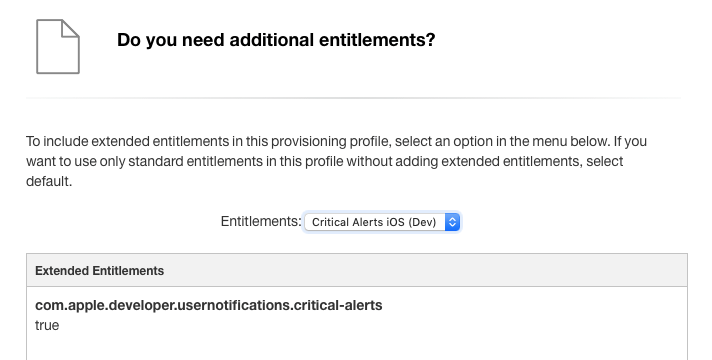 Do you need additional entitlements?
To include extended entitlements in this provisioning profile, select an option in the menu below. If you
want to use only standard entitlements in this profile without adding extended entitlements, select
default.
Entitlements: Critical Alerts iOS (Dev)
Extended Entitlements
com.apple.developer.usernotifications.critical-alerts
true